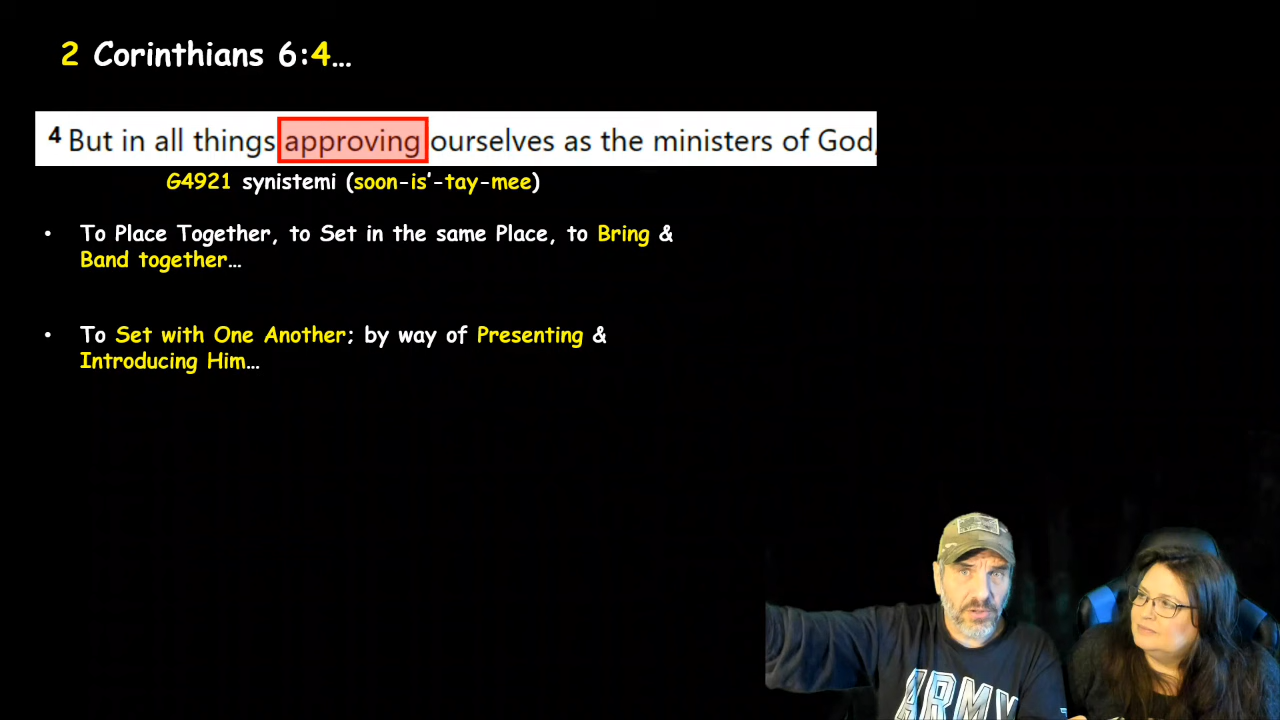 2 Corinthians 6:4…
4 But in all things approving ourselves as the ministers of God,
G4921 synistemi (soon-is’-tay-mee)
• To Place Together, to Set in the same Place, to Bring &
Band together…
• To Set with One Another; by way of Presenting &
Introducing Him…
ARMY